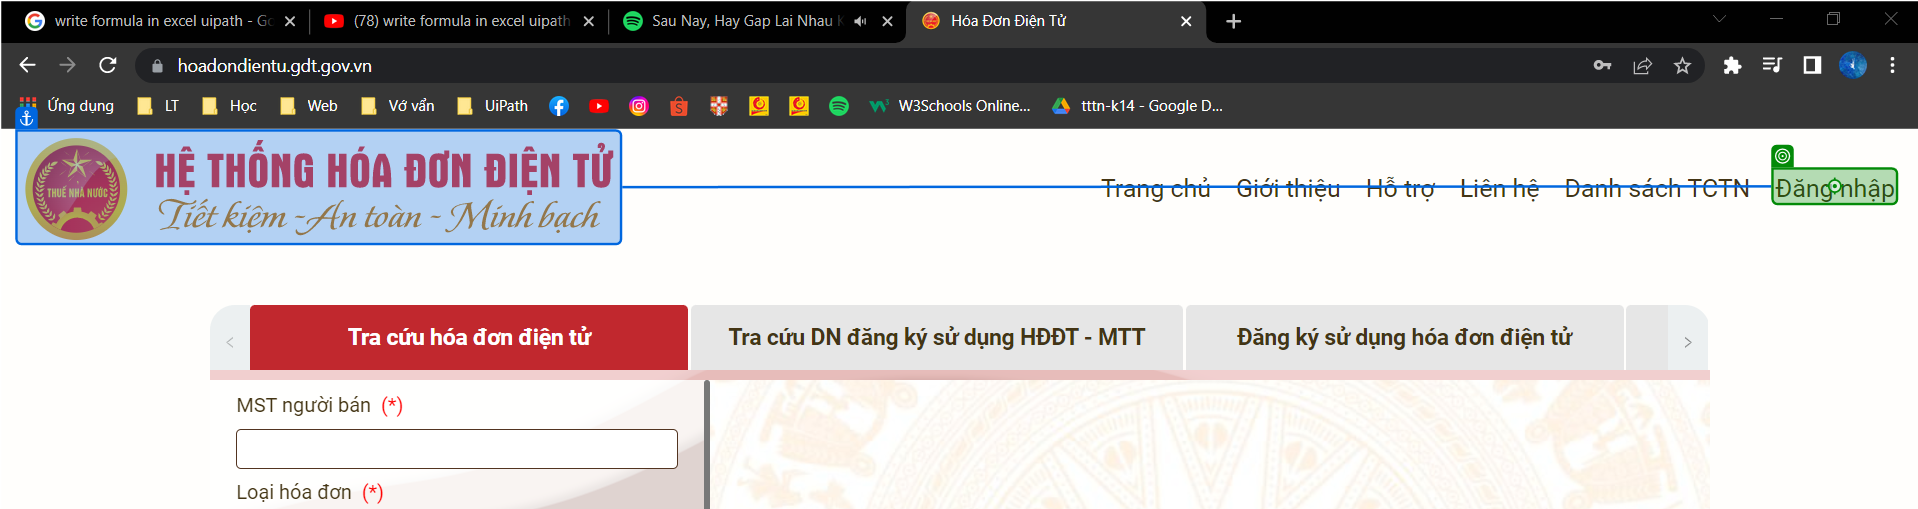 write formula in excel uipath - Go
(78) write formula in excel uipath
Sau Nay, Hay Gap Lai Nhau K
Hóa Đơn Điện Tử
hoadondientu.gdt.gov.vn
Ứng dụng
LT
Học
Web
Vớ vẩn
UiPath
W3Schools Online...
tttn-k14 - Google D...
THUẾ NHÀ NƯỚC
HỆ THỐNG HÓA ĐƠN ĐIỆN TỬ
Tiết kiệm - An toàn - Minh bạch
Trang chủ
Giới thiệu
Hỗ trợ
Liên hệ
Danh sách TCTN
Đăng nhập
Tra cứu hóa đơn điện tử
Tra cứu DN đăng ký sử dụng HĐĐT - MTT
Đăng ký sử dụng hóa đơn điện tử
MST người bán (*)
Loại hóa đơn (*)